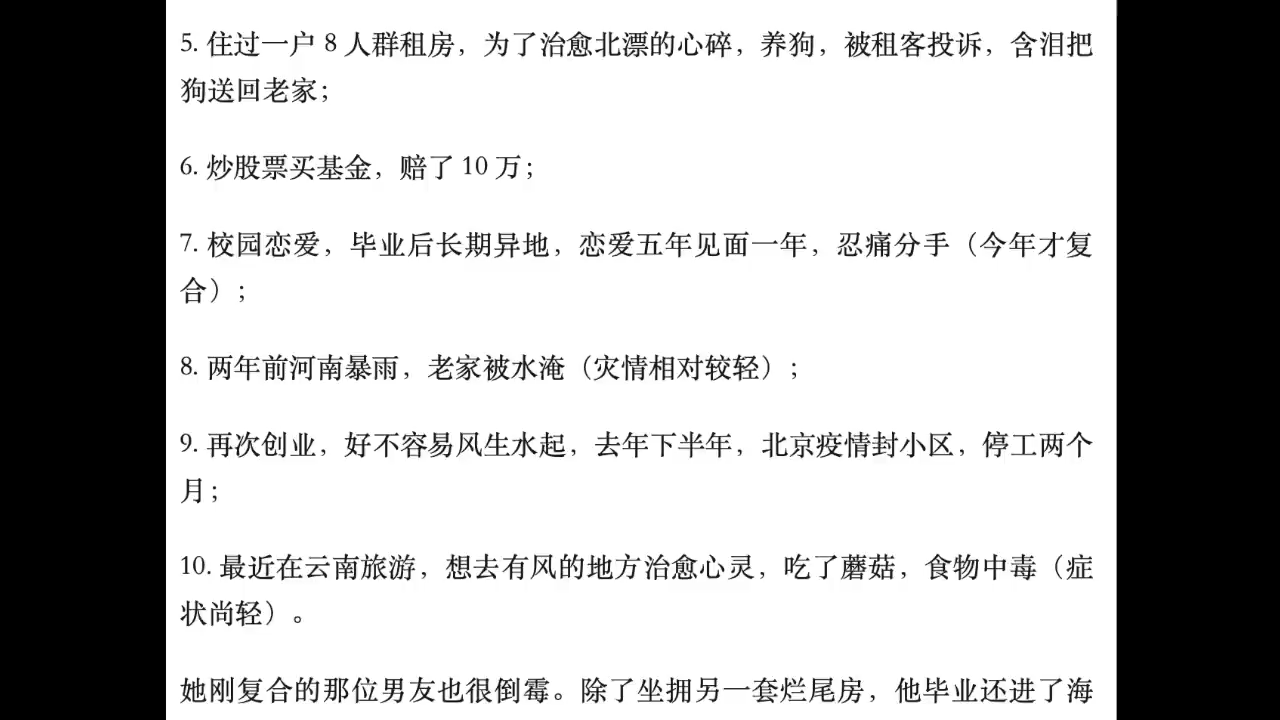 5. 住过一户 8 人群租房，为了治愈北漂的心碎，养狗，被租客投诉，含泪把
狗送回老家；
6. 炒股票买基金，赔了 10 万；
7. 校园恋爱，毕业后长期异地，恋爱五年见面一年，忍痛分手（今年才复
合）；
8. 两年前河南暴雨，老家被水淹（灾情相对较轻）；
9. 再次创业，好不容易风生水起，去年下半年，北京疫情封小区，停工两个
月；
10. 最近在云南旅游，想去有风的地方治愈心灵，吃了蘑菇，食物中毒（症
状尚轻）。
她刚复合的那位男友也很倒霉。除了坐拥另一套烂尾房，他毕业还进了海